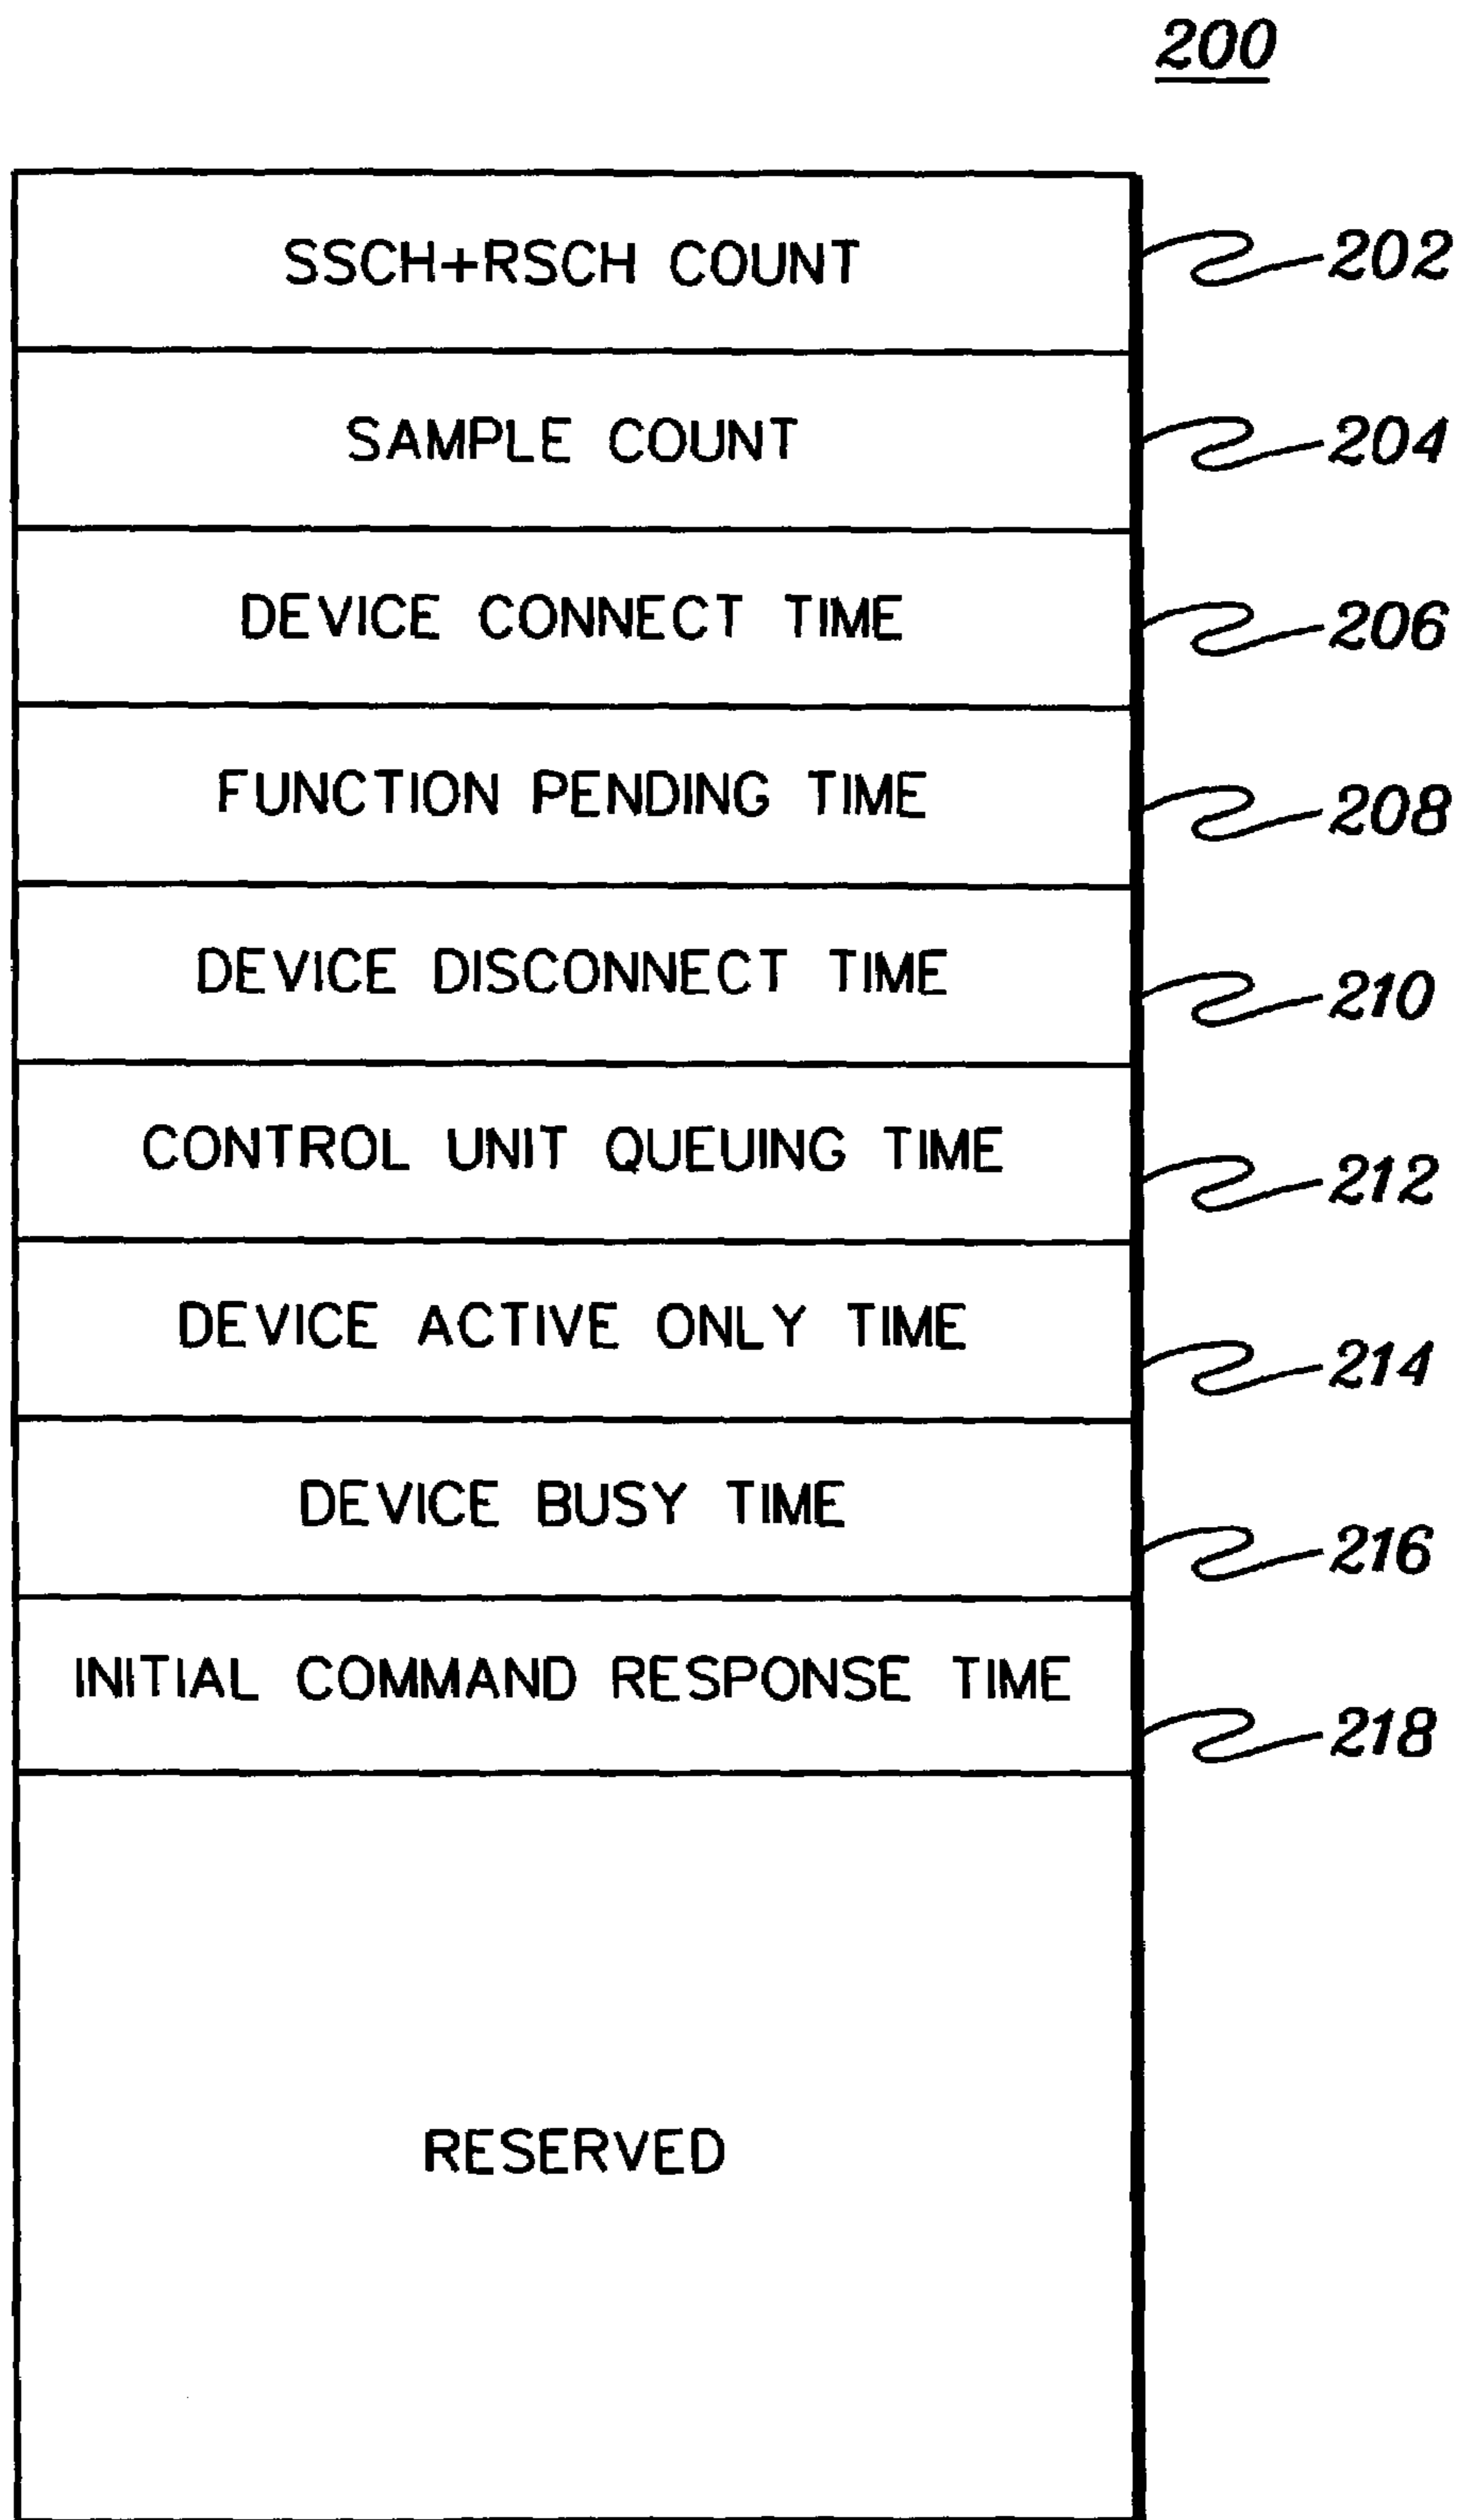 200
SSCH+RSCH COUNT 202
SAMPLE COUNT 204
DEVICE CONNECT TIME 206
FUNCTION PENDING TIME 208
DEVICE DISCONNECT TIME 210
CONTROL UNIT QUEUING TIME 212
DEVICE ACTIVE ONLY TIME 214
DEVICE BUSY TIME 216
INITIAL COMMAND RESPONSE TIME 218
RESERVED